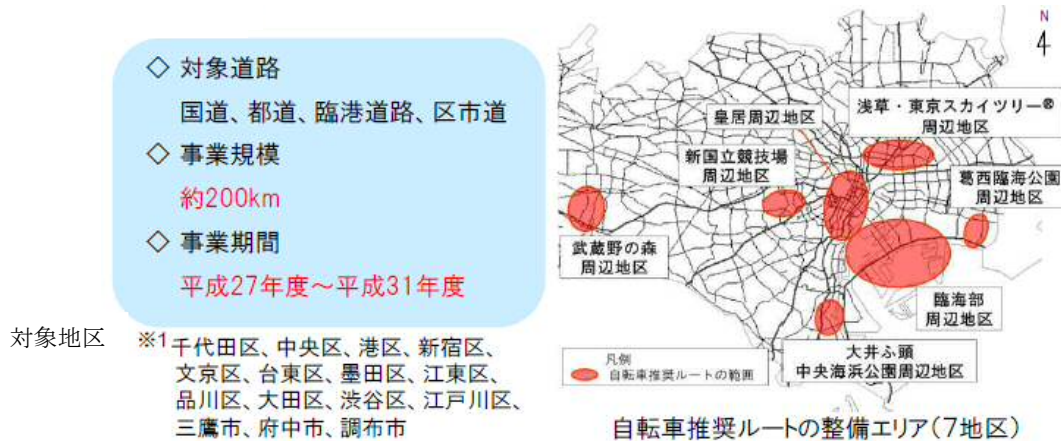 ◇ 対象道路
国道、都道、臨港道路、区市道
◇ 事業規模
約200km
◇ 事業期間
平成27年度～平成31年度
対象地区
※1
千代田区、中央区、港区、新宿区、
文京区、台東区、墨田区、江東区、
品川区、大田区、渋谷区、江戸川区、
三鷹市、府中市、調布市
N
4
皇居周辺地区
浅草・東京スカイツリー®
周辺地区
新国立競技場
周辺地区
葛西臨海公園
周辺地区
武蔵野の森
周辺地区
臨海部
周辺地区
大井ふ頭
中央海浜公園周辺地区
凡例
自転車推奨ルートの範囲
自転車推奨ルートの整備エリア(7地区)